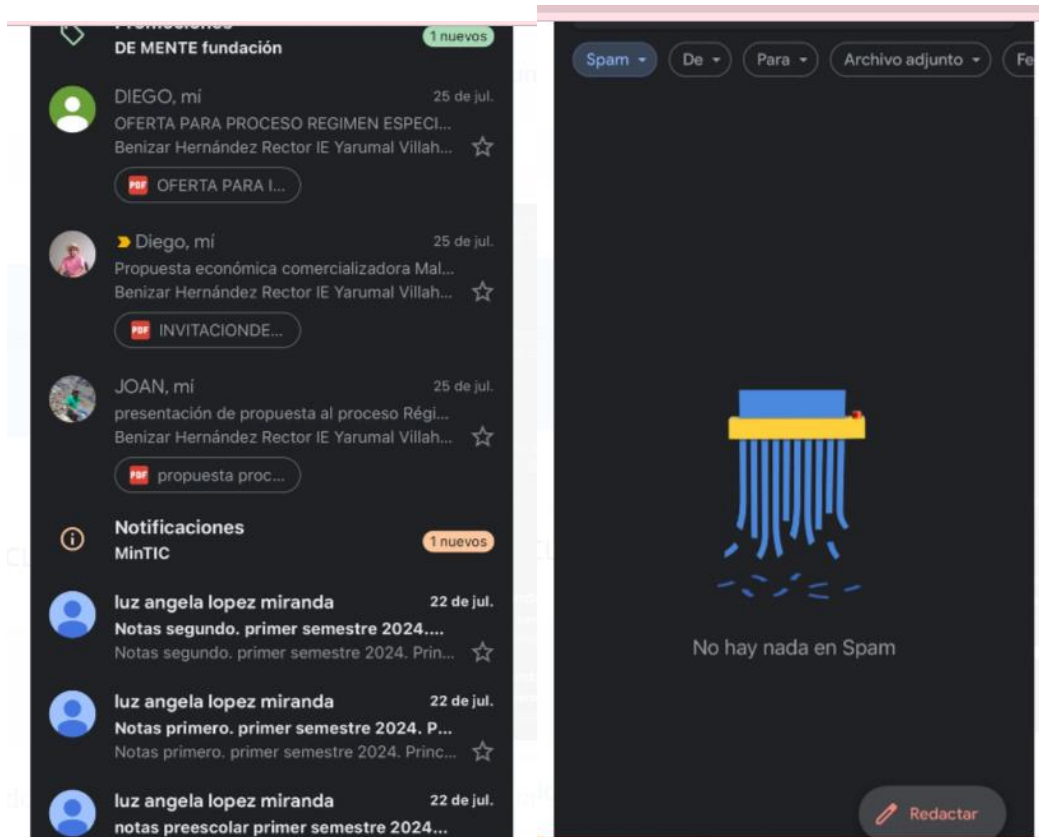 DE MENTE fundación
1 nuevos
DIEGO, mí
25 de jul.
OFERTA PARA PROCESO REGIMEN ESPECI...
Benizar Hernández Rector IE Yarumal Villah...
PDF OFERTA PARA I...
Diego, mí
25 de jul.
Propuesta económica comercializadora Mal...
Benizar Hernández Rector IE Yarumal Villah...
PDF INVITACIONDE...
JOAN, mí
25 de jul.
presentación de propuesta al proceso Régi...
Benizar Hernández Rector IE Yarumal Villah...
PDF propuesta proc...
Notificaciones
MinTIC
1 nuevos
luz angela lopez miranda
22 de jul.
Notas segundo. primer semestre 2024....
Notas segundo. primer semestre 2024. Prin...
luz angela lopez miranda
22 de jul.
Notas primero. primer semestre 2024. P...
Notas primero. primer semestre 2024. Princ...
luz angela lopez miranda
22 de jul.
notas preescolar primer semestre 2024...
Spam
De
Para
Archivo adjunto
Fe
No hay nada en Spam
Redactar